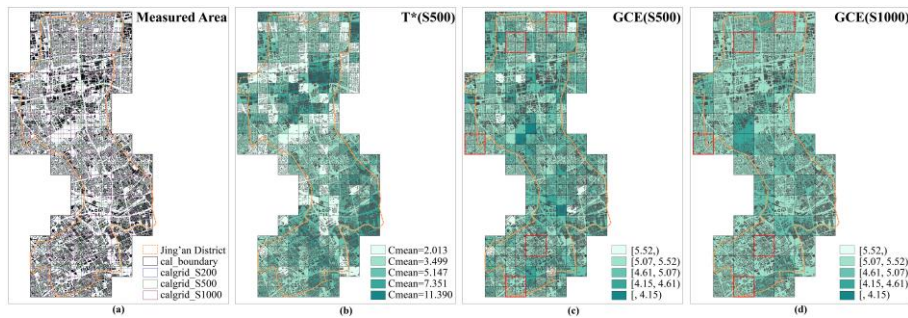 Measured Area
Jing'an District
cal_boundary
calgrid_S200
calgrid_S500
calgrid_S1000
(a)
T*(S500)
Cmean=2.013
Cmean=3.499
Cmean=5.147
Cmean=7.351
Cmean=11.390
(b)
GCE(S500)
[5.52,)
[5.07, 5.52)
[4.61, 5.07)
[4.15, 4.61)
[, 4.15)
(c)
GCE(S1000)
[5.52,)
[5.07, 5.52)
[4.61, 5.07)
[4.15, 4.61)
[, 4.15)
(d)